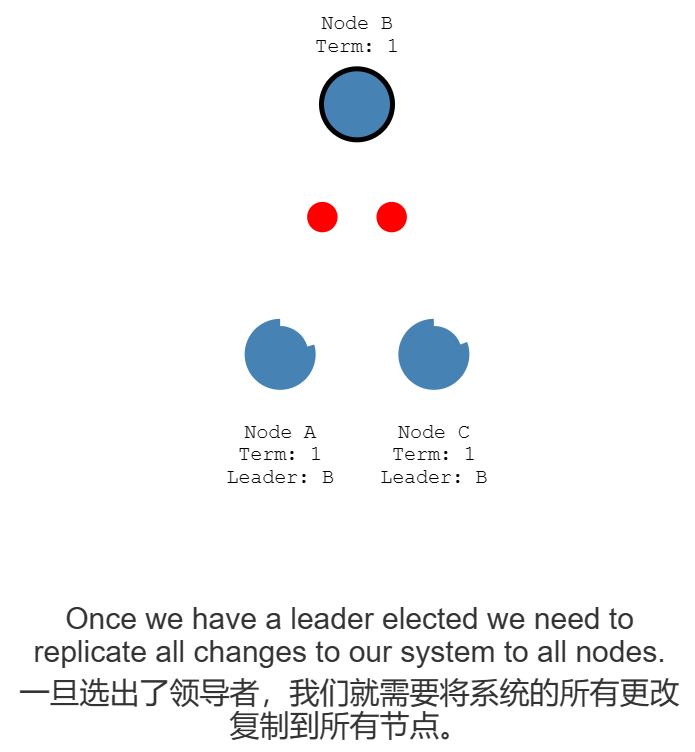 Node B
Term: 1
Node A
Term: 1
Leader: B
Node C
Term: 1
Leader: B
Once we have a leader elected we need to
replicate all changes to our system to all nodes.
一旦选出了领导者，我们就需要将系统的所有更改
复制到所有节点。